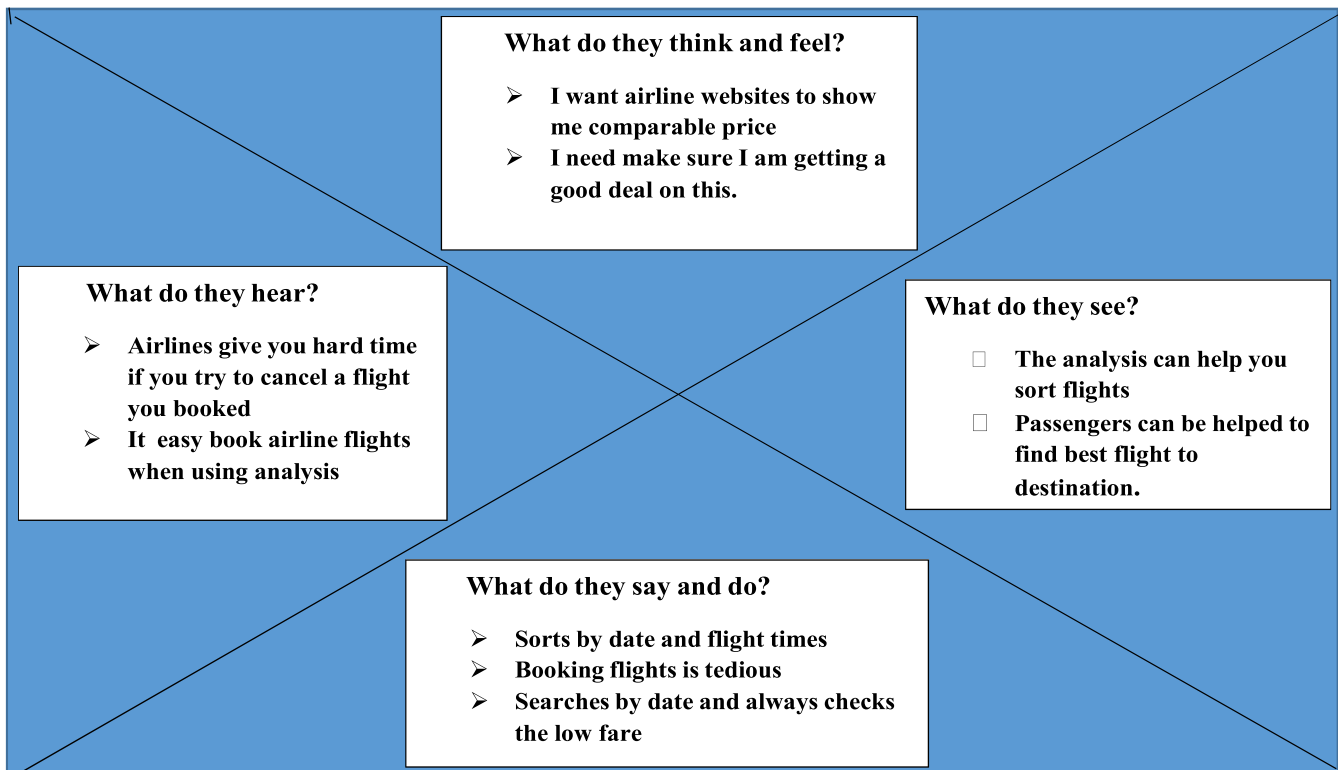 What do they think and feel?
➢ I want airline websites to show
me comparable price
➢ I need make sure I am getting a
good deal on this.
What do they hear?
➢ Airlines give you hard time
if you try to cancel a flight
you booked
➢ It  easy book airline flights
when using analysis
What do they see?
□ The analysis can help you
sort flights
□ Passengers can be helped to
find best flight to
destination.
What do they say and do?
➢ Sorts by date and flight times
➢ Booking flights is tedious
➢ Searches by date and always checks
the low fare